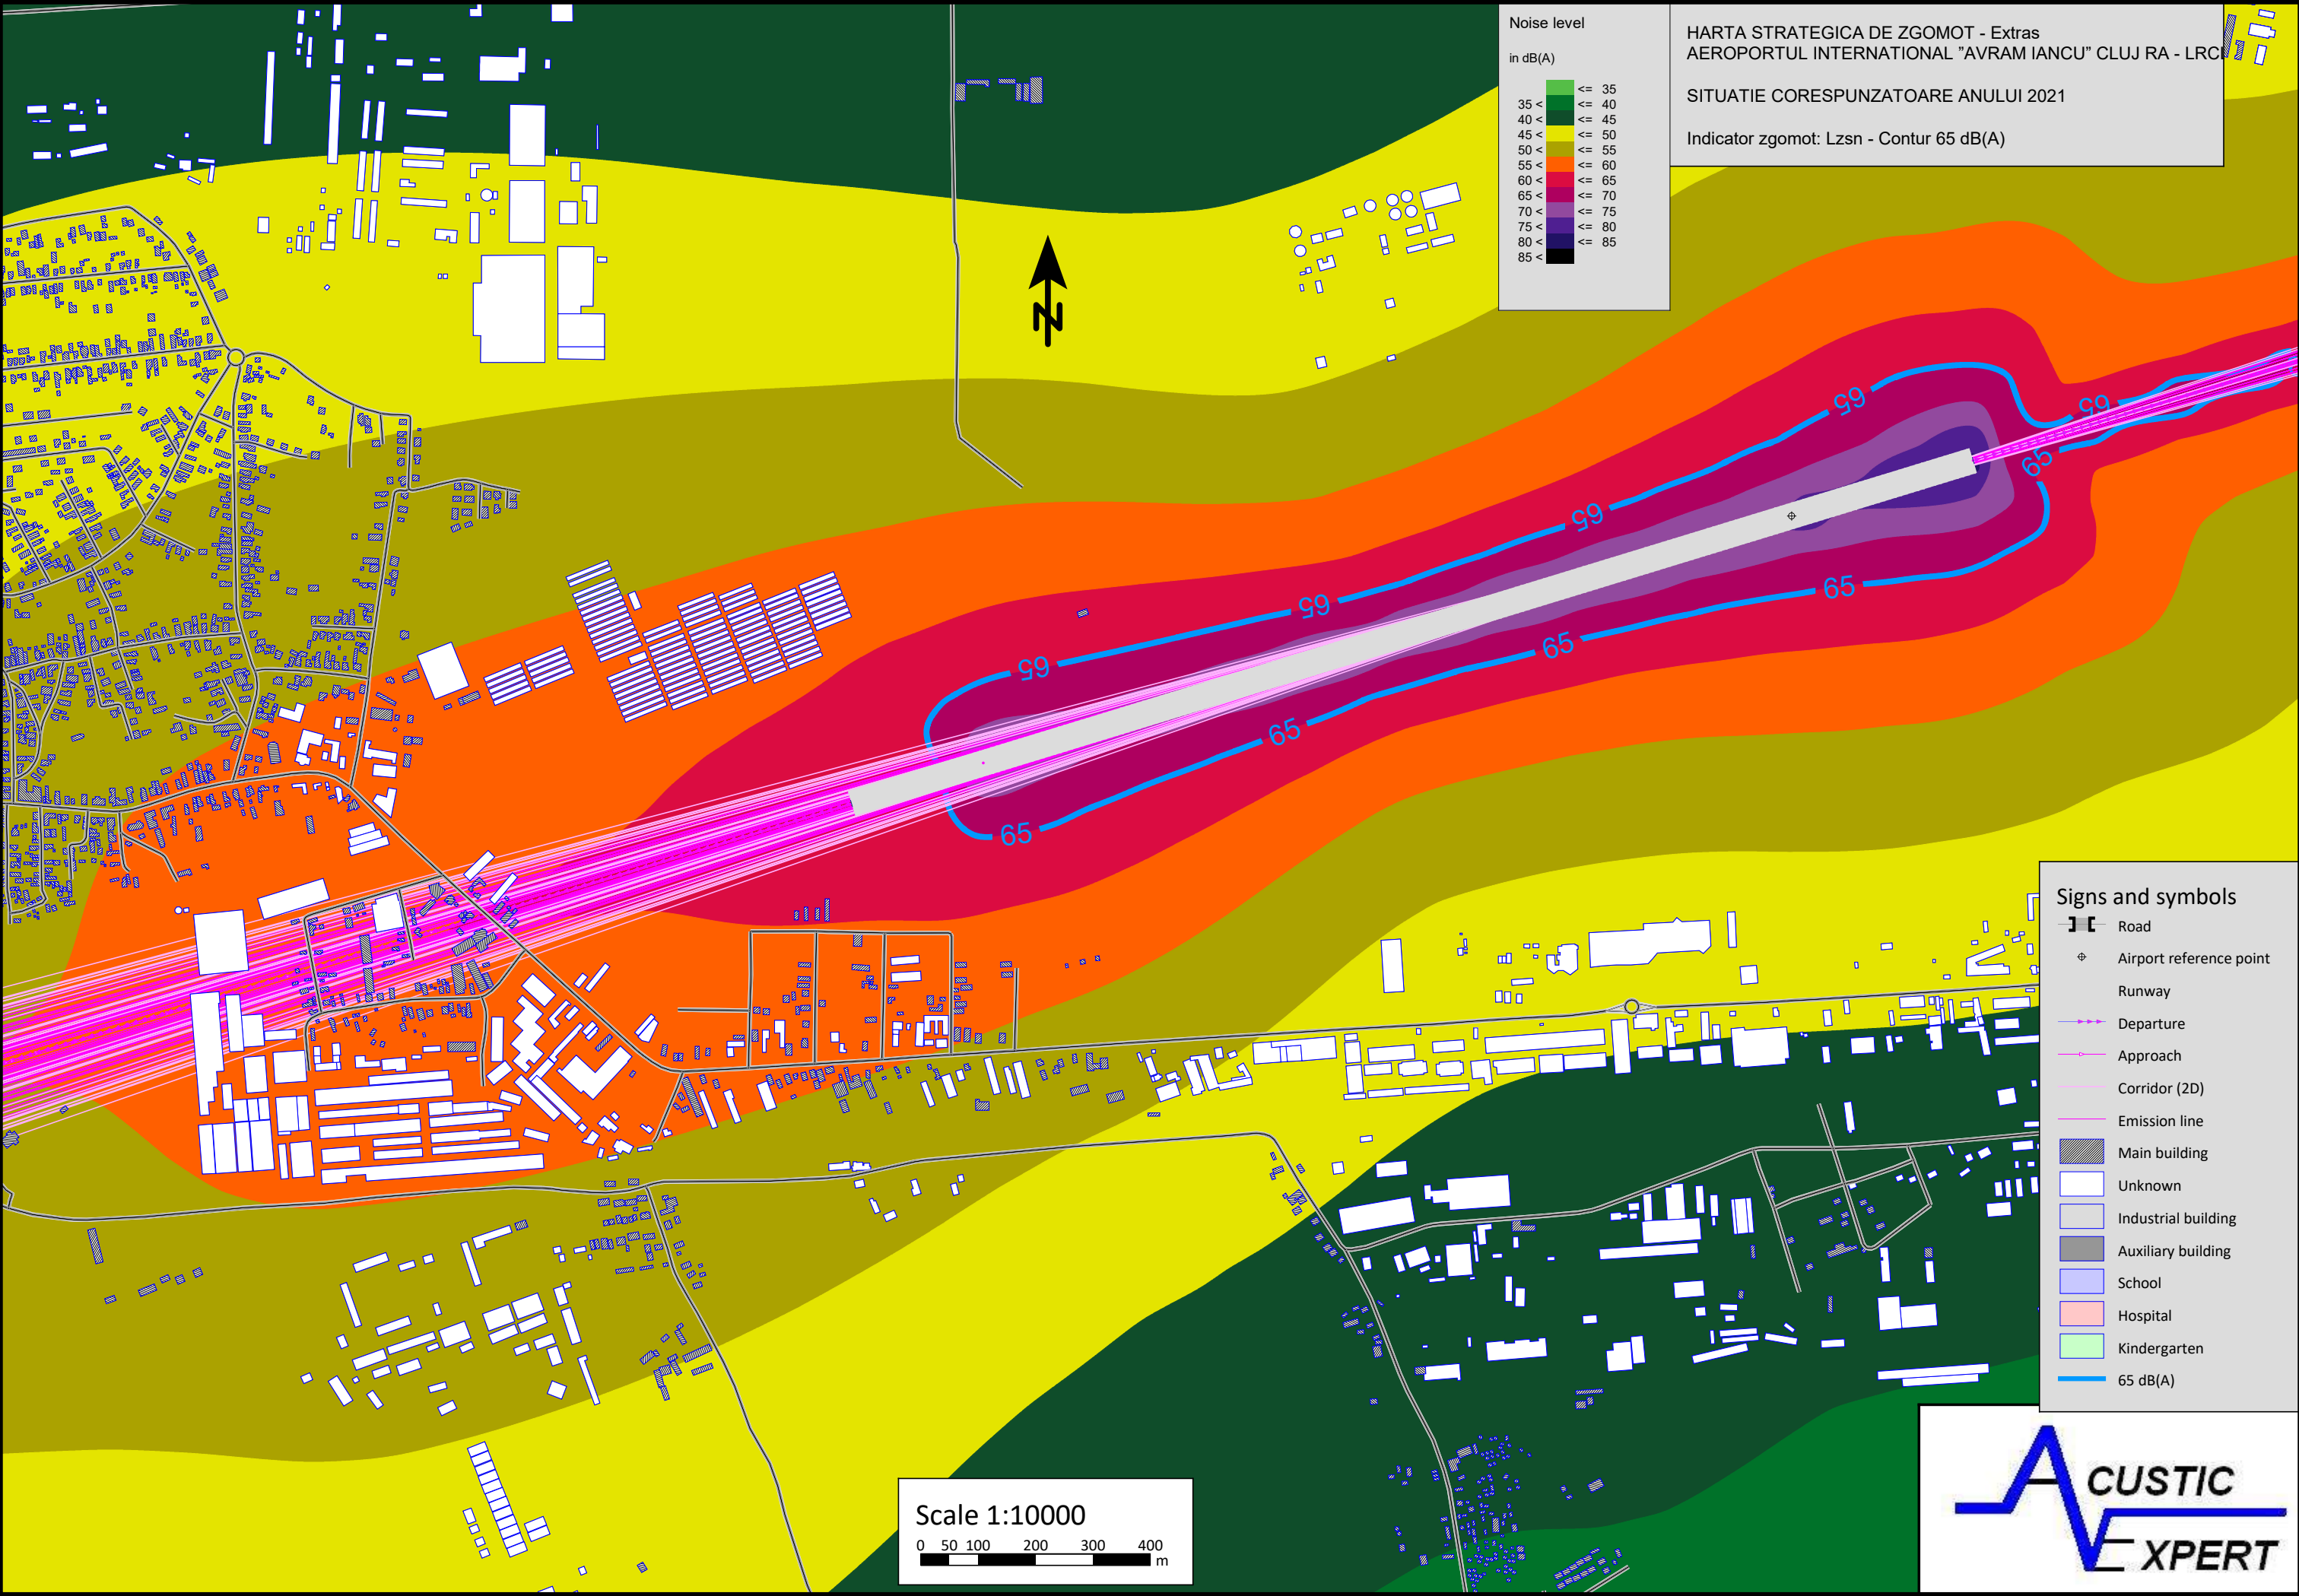 Noise level
in dB(A)
<= 35
35 < <= 40
40 < <= 45
45 < <= 50
50 < <= 55
55 < <= 60
60 < <= 65
65 < <= 70
70 < <= 75
75 < <= 80
80 < <= 85
85 <
HARTA STRATEGICA DE ZGOMOT - Extras
AEROPORTUL INTERNATIONAL ”AVRAM IANCU” CLUJ RA - LRCL
SITUATIE CORESPUNZATOARE ANULUI 2021
Indicator zgomot: Lzsn - Contur 65 dB(A)
N
65
65
65
65
65
65
65
65
65
65
Signs and symbols
Road
Airport reference point
Runway
Departure
Approach
Corridor (2D)
Emission line
Main building
Unknown
Industrial building
Auxiliary building
School
Hospital
Kindergarten
65 dB(A)
Scale 1:10000
0 50 100 200 300 400
m
ACUSTIC
EXPERT